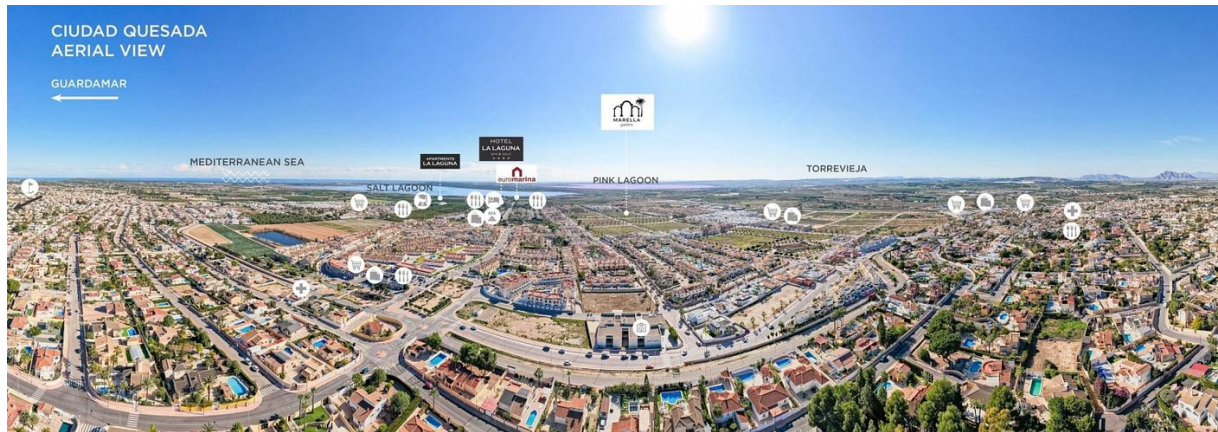 CIUDAD QUESADA
AERIAL VIEW
GUARDAMAR
MARELLA
HOTEL
LA LAGUNA
APARTMENTS
LA LAGUNA
MEDITERRANEAN SEA
euromarina
TORREVIEJA
SALT LAGOON
PINK LAGOON